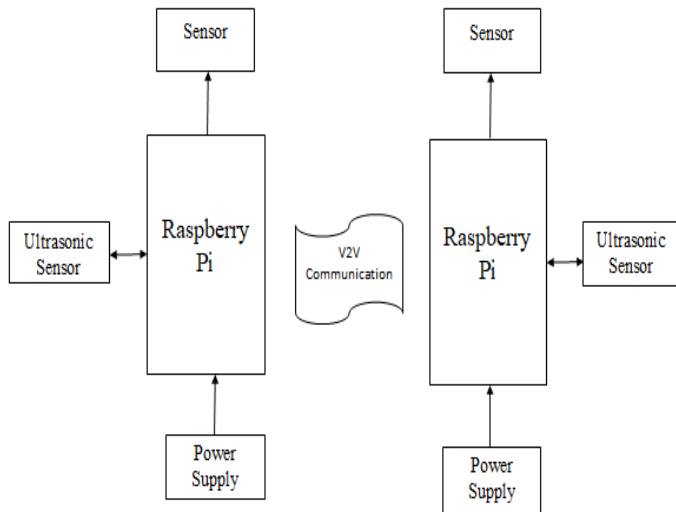 Sensor
Raspberry
Pi
Ultrasonic
Sensor
Power
Supply
V2V
Communication
Sensor
Raspberry
Pi
Ultrasonic
Sensor
Power
Supply